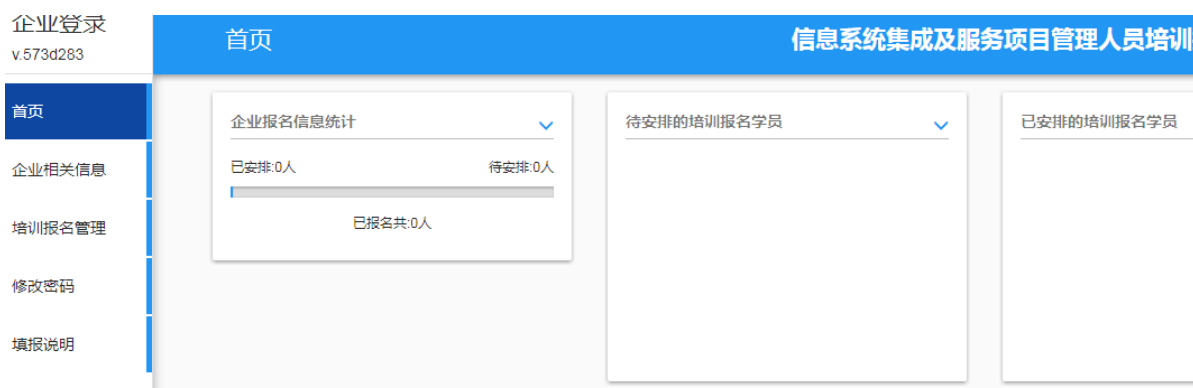 企业登录
v.573d283
首页
信息系统集成及服务项目管理人员培训
首页
企业相关信息
培训报名管理
修改密码
填报说明
企业报名信息统计
已安排:0人
待安排:0人
已报名共:0人
待安排的培训报名学员
已安排的培训报名学员